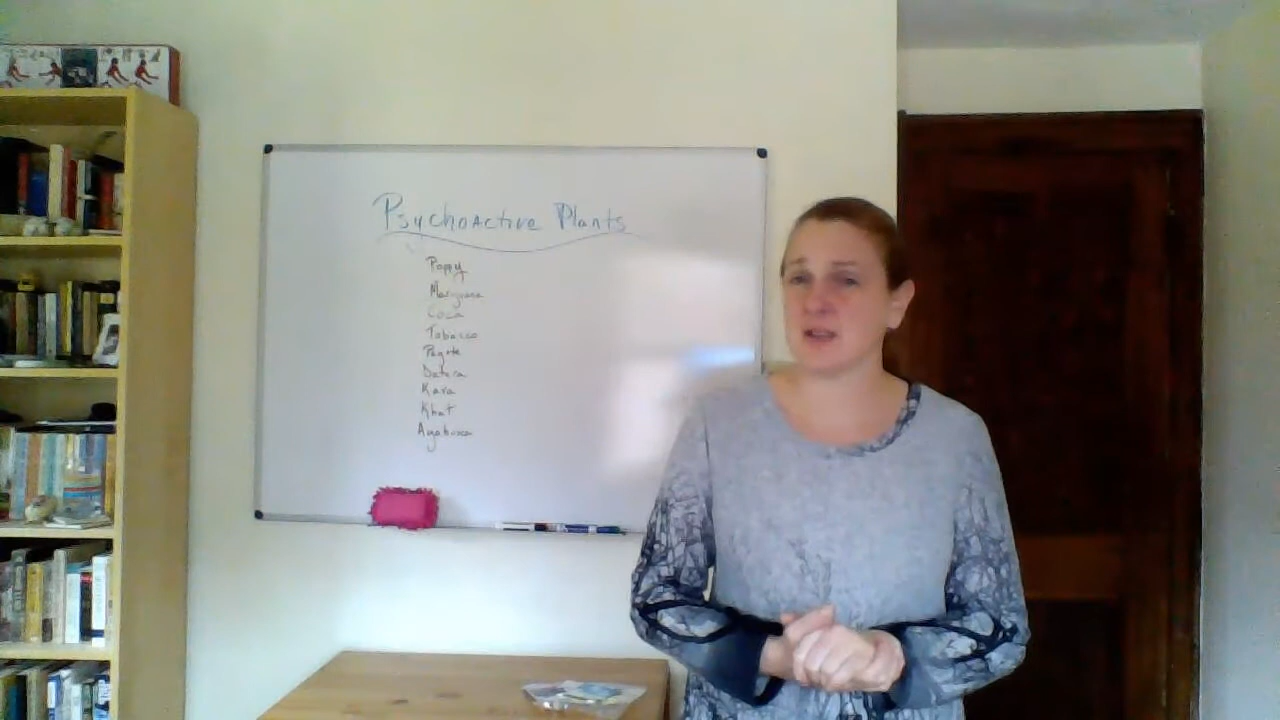 Psychoactive Plants
Poppy
Marijuana
Coca
Tobacco
Peyote
Datura
Kava
Khat
Ayahuasca